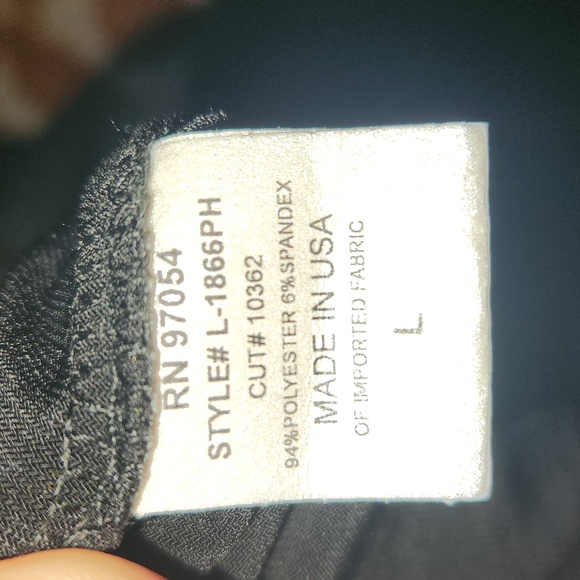 RN 97054
STYLE# L-1866PH
CUT# 10362
94%POLYESTER 6%SPANDEX
MADE IN USA
OF IMPORTED FABRIC
L